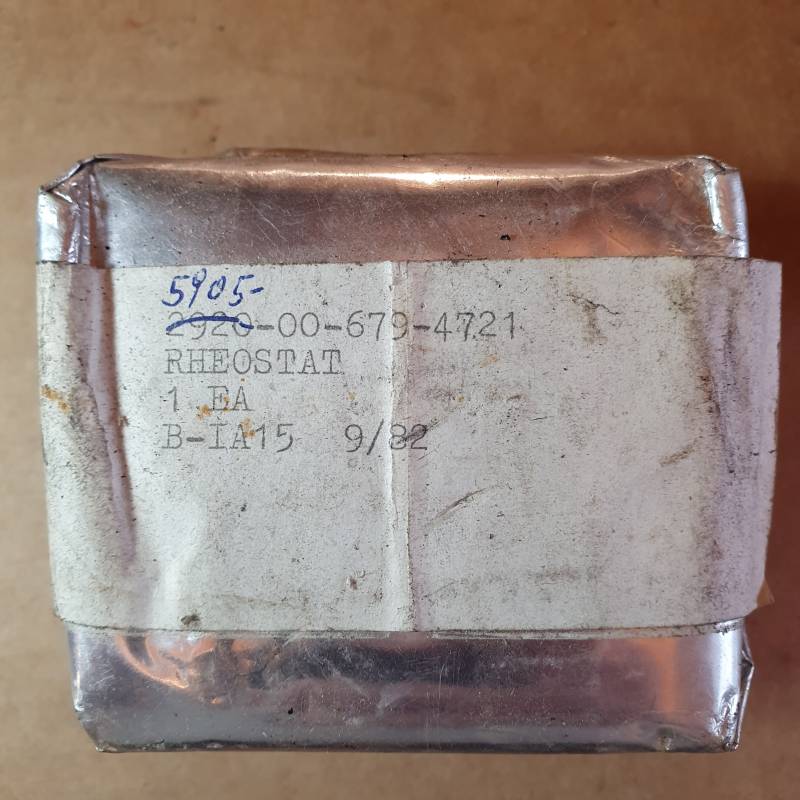 5905-
2920-00-679-4721
RHEOSTAT
1 EA
B-IA15 9/82